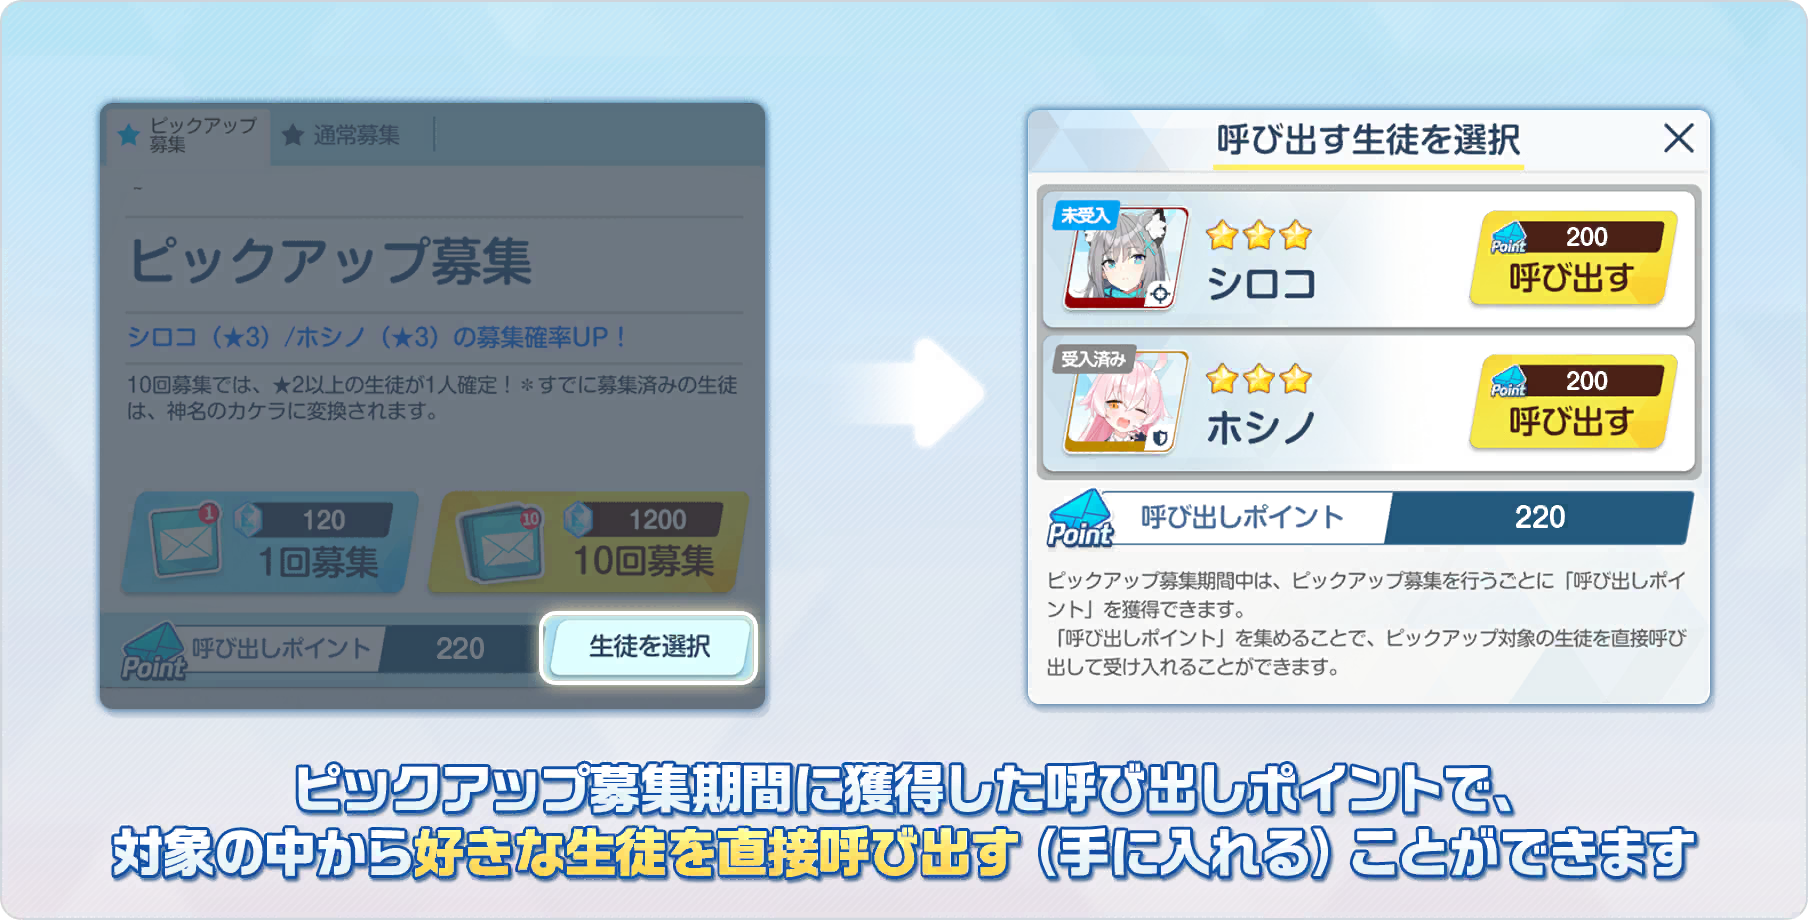 ピックアップ
募集
通常募集
~
ピックアップ募集
シロコ（★3）/ホシノ（★3）の募集確率UP！
10回募集では、★2以上の生徒が1人確定！＊すでに募集済みの生徒
は、神名のカケラに変換されます。
1
120
1回募集
10
1200
10回募集
Point
呼び出しポイント
220
生徒を選択
呼び出す生徒を選択
未受入
シロコ
Point
200
呼び出す
受入済み
ホシノ
Point
200
呼び出す
Point
呼び出しポイント
220
ピックアップ募集期間中は、ピックアップ募集を行うごとに「呼び出しポイ
ント」を獲得できます。
「呼び出しポイント」を集めることで、ピックアップ対象の生徒を直接呼び
出して受け入れることができます。
ピックアップ募集期間に獲得した呼び出しポイントで、
対象の中から好きな生徒を直接呼び出す（手に入れる）ことができます